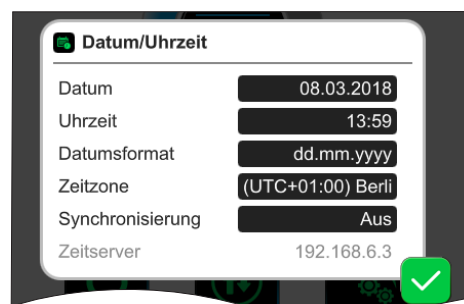 Datum/Uhrzeit
Datum 08.03.2018
Uhrzeit 13:59
Datumsformat dd.mm.yyyy
Zeitzone (UTC+01:00) Berli
Synchronisierung Aus
Zeitserver 192.168.6.3